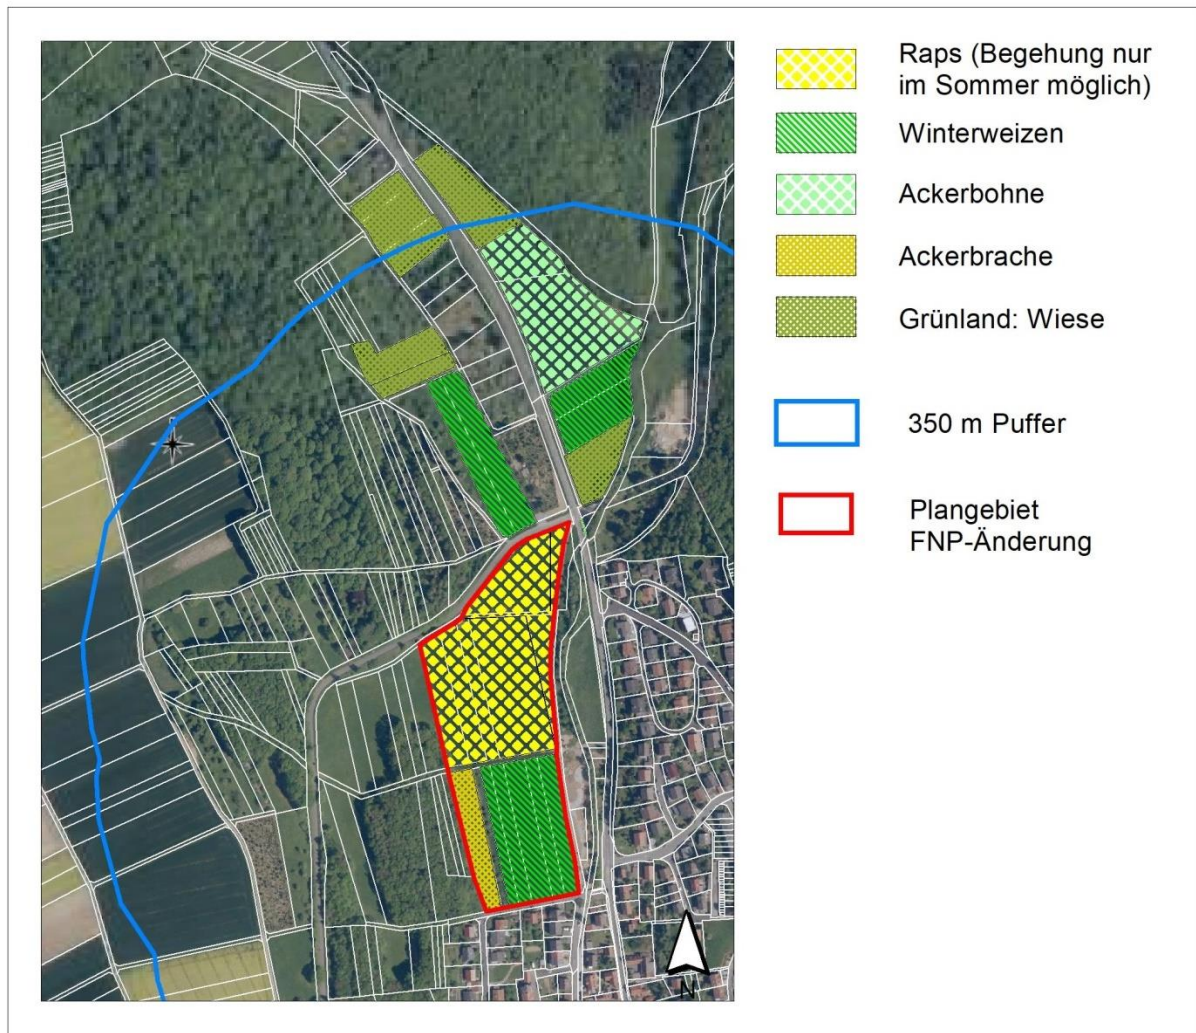 Raps (Begehung nur
im Sommer möglich)
Winterweizen
Ackerbohne
Ackerbrache
Grünland: Wiese
350 m Puffer
Plangebiet
FNP-Änderung
N